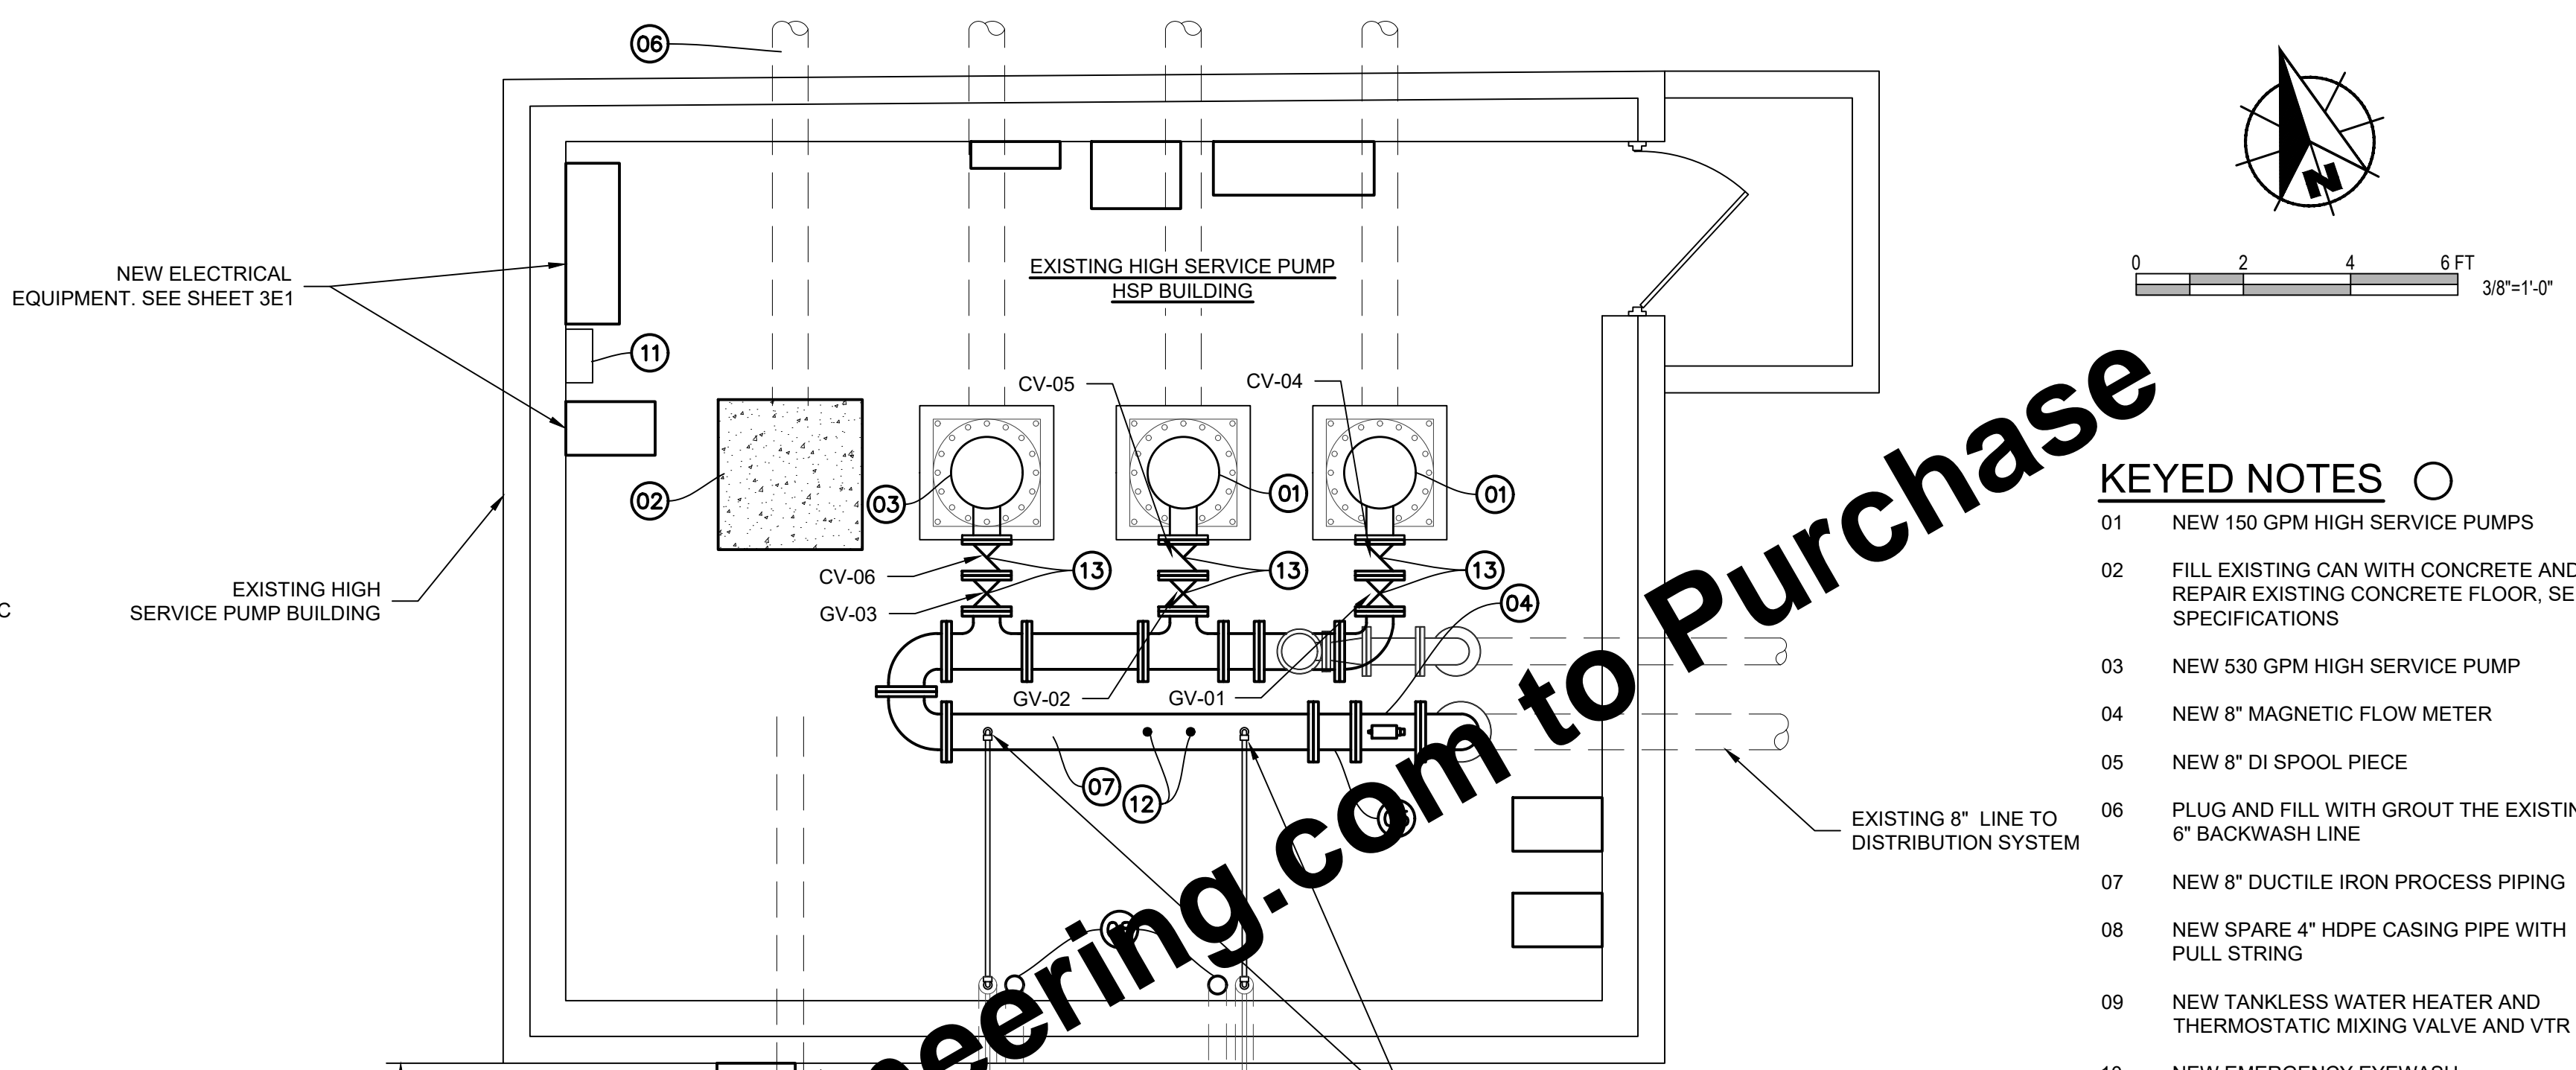 06
N
0 2 4 6 FT
3/8"=1'-0"
NEW ELECTRICAL
EQUIPMENT. SEE SHEET 3E1
EXISTING HIGH SERVICE PUMP
HSP BUILDING
11
CV-05
CV-04
02
03
01
01
CV-06
13
13
13
GV-03
04
EXISTING HIGH
SERVICE PUMP BUILDING
C
GV-02
GV-01
07
12
EXISTING 8" LINE TO
DISTRIBUTION SYSTEM
neering.com to Purchase
KEYED NOTES
01 NEW 150 GPM HIGH SERVICE PUMPS
02 FILL EXISTING CAN WITH CONCRETE AND
REPAIR EXISTING CONCRETE FLOOR, SE
SPECIFICATIONS
03 NEW 530 GPM HIGH SERVICE PUMP
04 NEW 8" MAGNETIC FLOW METER
05 NEW 8" DI SPOOL PIECE
06 PLUG AND FILL WITH GROUT THE EXISTIN
6" BACKWASH LINE
07 NEW 8" DUCTILE IRON PROCESS PIPING
08 NEW SPARE 4" HDPE CASING PIPE WITH
PULL STRING
09 NEW TANKLESS WATER HEATER AND
THERMOSTATIC MIXING VALVE AND VTR
10 NEW EMERGENCY EYEWASH